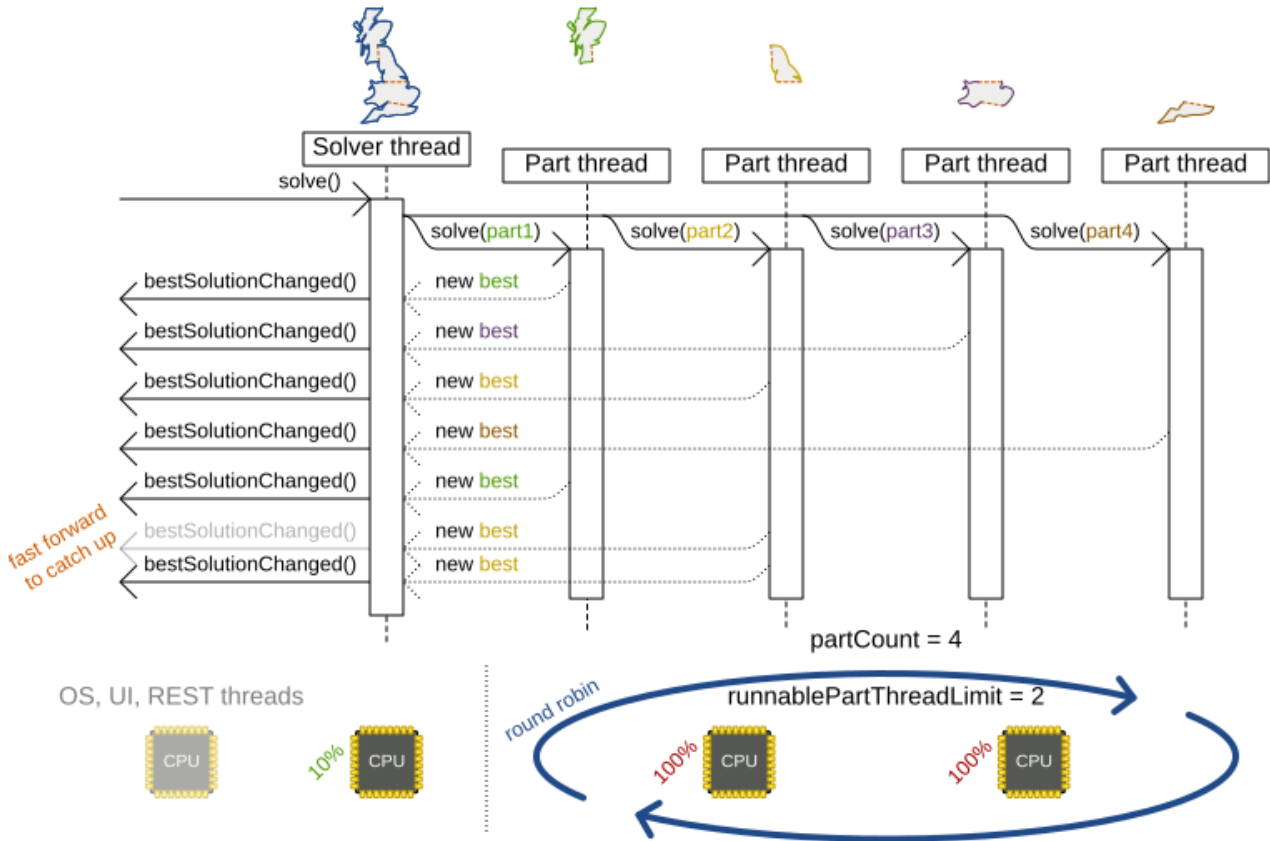 Solver thread
Part thread
Part thread
Part thread
Part thread
solve()
solve(part1)
solve(part2)
solve(part3)
solve(part4)
bestSolutionChanged()
new best
bestSolutionChanged()
new best
bestSolutionChanged()
new best
bestSolutionChanged()
new best
bestSolutionChanged()
new best
bestSolutionChanged()
new best
fast forward
to catch up
bestSolutionChanged()
new best
partCount = 4
OS, UI, REST threads
round robin
runnablePartThreadLimit = 2
CPU
10%
CPU
100%
CPU
100%
CPU